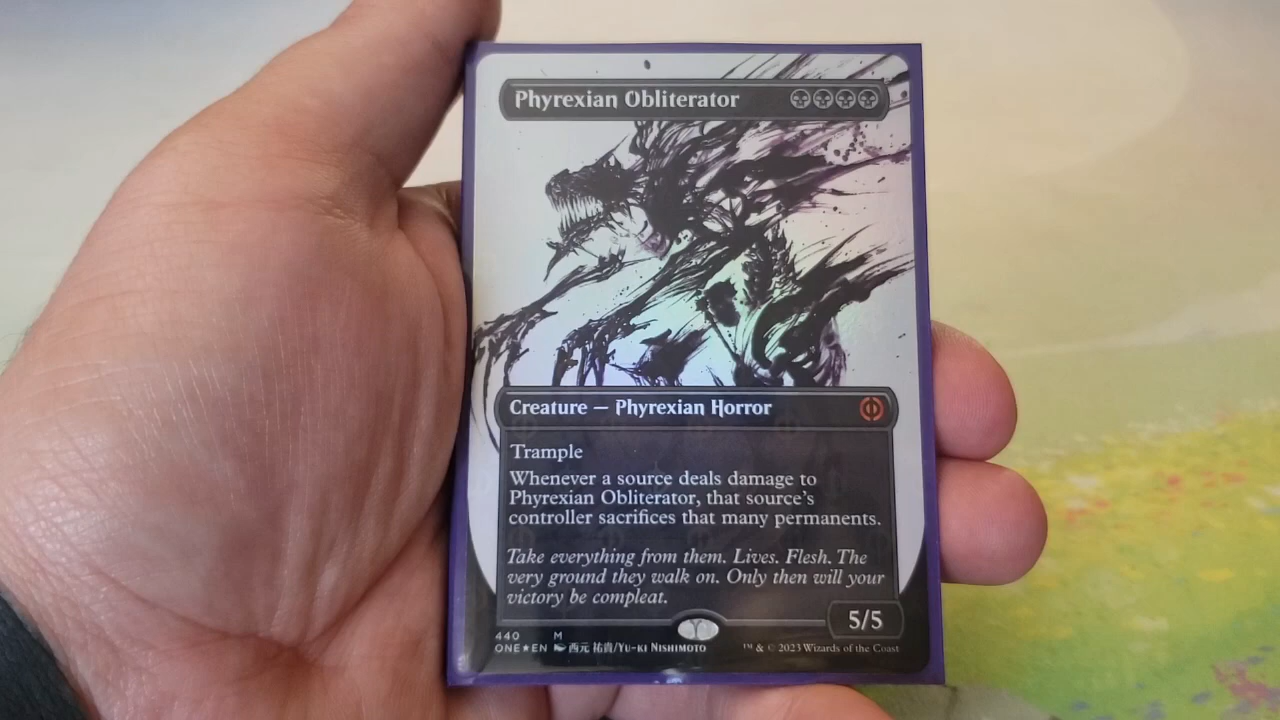 Phyrexian Obliterator
Creature — Phyrexian Horror
Trample
Whenever a source deals damage to
Phyrexian Obliterator, that source's
controller sacrifices that many permanents.
Take everything from them. Lives. Flesh. The
very ground they walk on. Only then will your
victory be compleat.
5/5
440 M
ONE★EN 西元 祐貴/Yu-ki Nishimoto
™ & © 2023 Wizards of the Coast